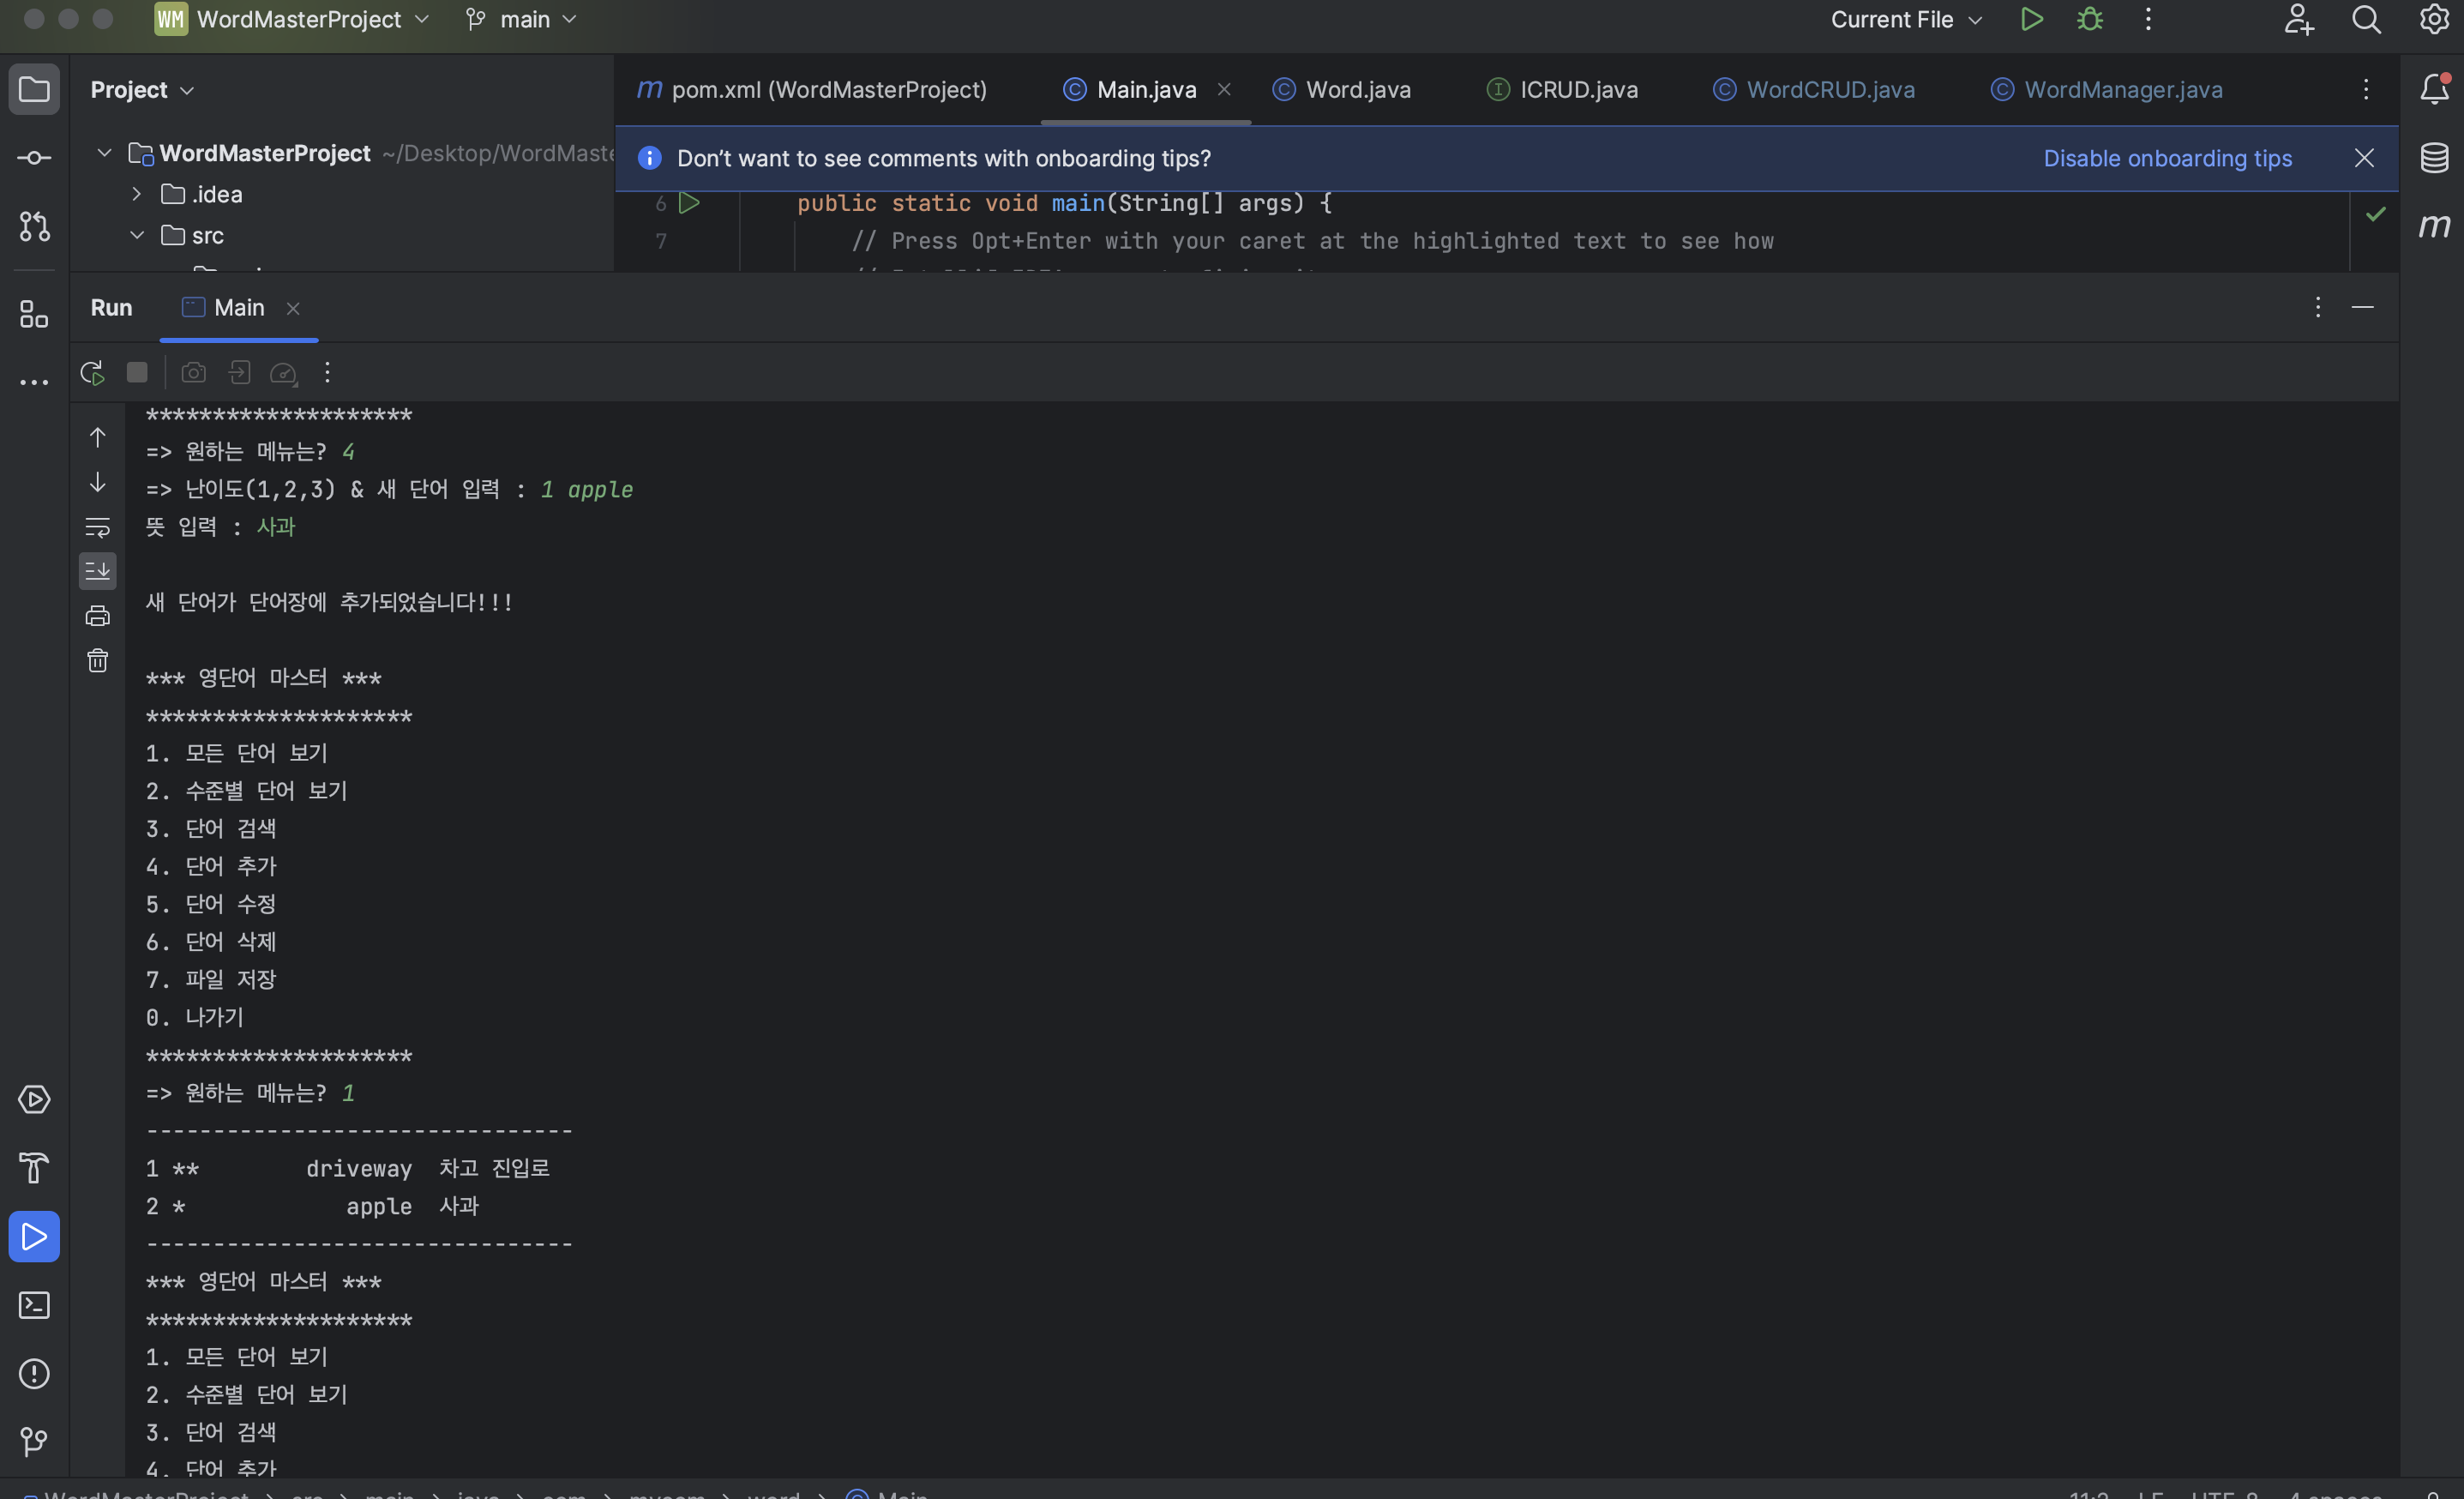 WM WordMasterProject main Current File
Project
pom.xml (WordMasterProject) Main.java Word.java ICRUD.java WordCRUD.java WordManager.java
WordMasterProject ~/Desktop/WordMaste
Don't want to see comments with onboarding tips? Disable onboarding tips
.idea
6 public static void main(String[] args) {
src
7 // Press Opt+Enter with your caret at the highlighted text to see how
Run Main
********************
=> 원하는 메뉴는? 4
=> 난이도(1,2,3) & 새 단어 입력 : 1 apple
뜻 입력 : 사과
새 단어가 단어장에 추가되었습니다!!!
*** 영단어 마스터 ***
********************
1. 모든 단어 보기
2. 수준별 단어 보기
3. 단어 검색
4. 단어 추가
5. 단어 수정
6. 단어 삭제
7. 파일 저장
0. 나가기
********************
=> 원하는 메뉴는? 1
--------------------------------
1 ** driveway 차고 진입로
2 * apple 사과
--------------------------------
*** 영단어 마스터 ***
********************
1. 모든 단어 보기
2. 수준별 단어 보기
3. 단어 검색
4. 단어 추가
WordMasterProject > src > main > java > com > mycom > word > Main